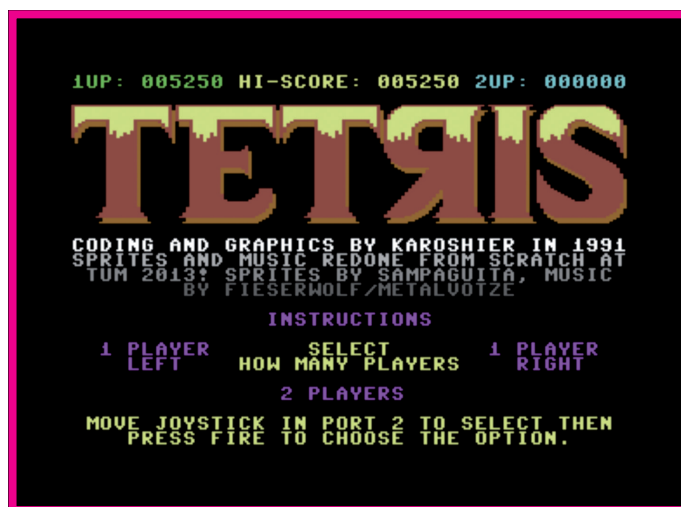 1UP: 005250 HI-SCORE: 005250 2UP: 000000
TETRIS
CODING AND GRAPHICS BY KAROSHIER IN 1991
SPRITES AND MUSIC REDONE FROM SCRATCH AT
TUM 2013! SPRITES BY SAMPAGUITA, MUSIC
BY FIESERWOLF/METALVOTZE
INSTRUCTIONS
1 PLAYER LEFT
SELECT HOW MANY PLAYERS
1 PLAYER RIGHT
2 PLAYERS
MOVE JOYSTICK IN PORT 2 TO SELECT THEN
PRESS FIRE TO CHOOSE THE OPTION.